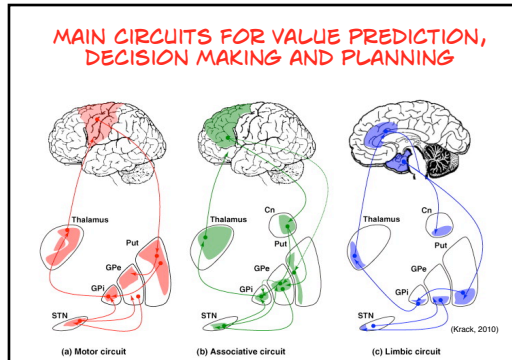 MAIN CIRCUITS FOR VALUE PREDICTION,
DECISION MAKING AND PLANNING
Thalamus
Put
GPe
GPi
STN
(a) Motor circuit
Thalamus
Cn
Put
GPe
GPi
STN
(b) Associative circuit
Thalamus
Cn
Put
GPe
GPi
STN
(c) Limbic circuit
(Krack, 2010)